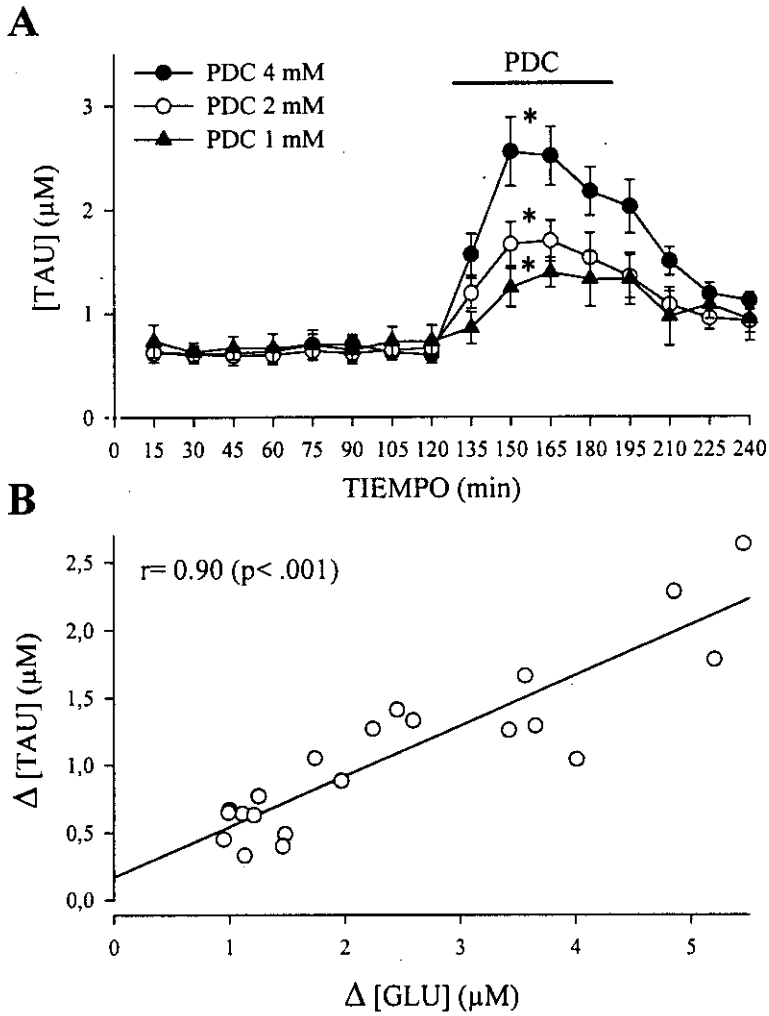 A
PDC 4 mM
PDC 2 mM
PDC 1 mM
PDC
*
*
*
[TAU] (µM)
3
2
1
0
0 15 30 45 60 75 90 105 120 135 150 165 180 195 210 225 240
TIEMPO (min)
B
r= 0.90 (p< .001)
Δ [TAU] (µM)
2,5
2,0
1,5
1,0
0,5
0,0
0 1 2 3 4 5
Δ [GLU] (µM)